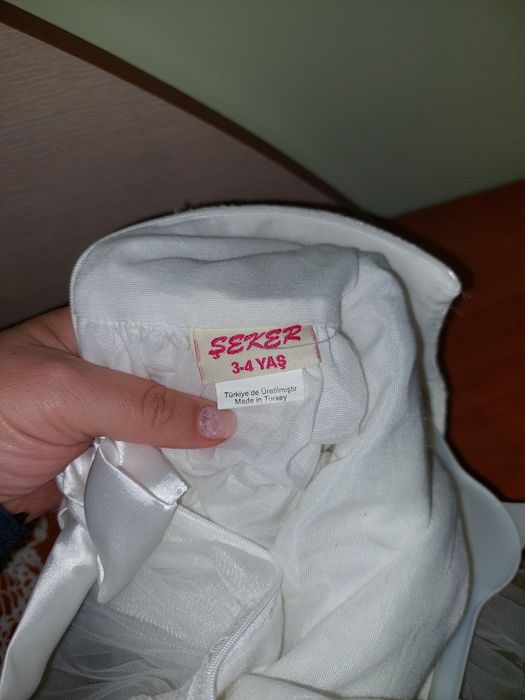 ŞEKER
3-4 YAŞ
Türkiye'de Üretilmiştir
Made in Turkey